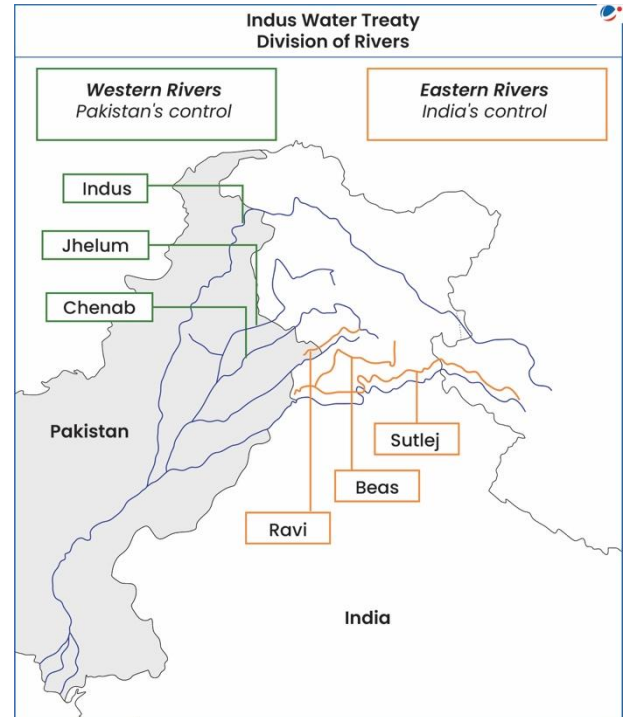 Indus Water Treaty
Division of Rivers
Western Rivers
Pakistan's control
Eastern Rivers
India's control
Indus
Jhelum
Chenab
Pakistan
Sutlej
Beas
Ravi
India